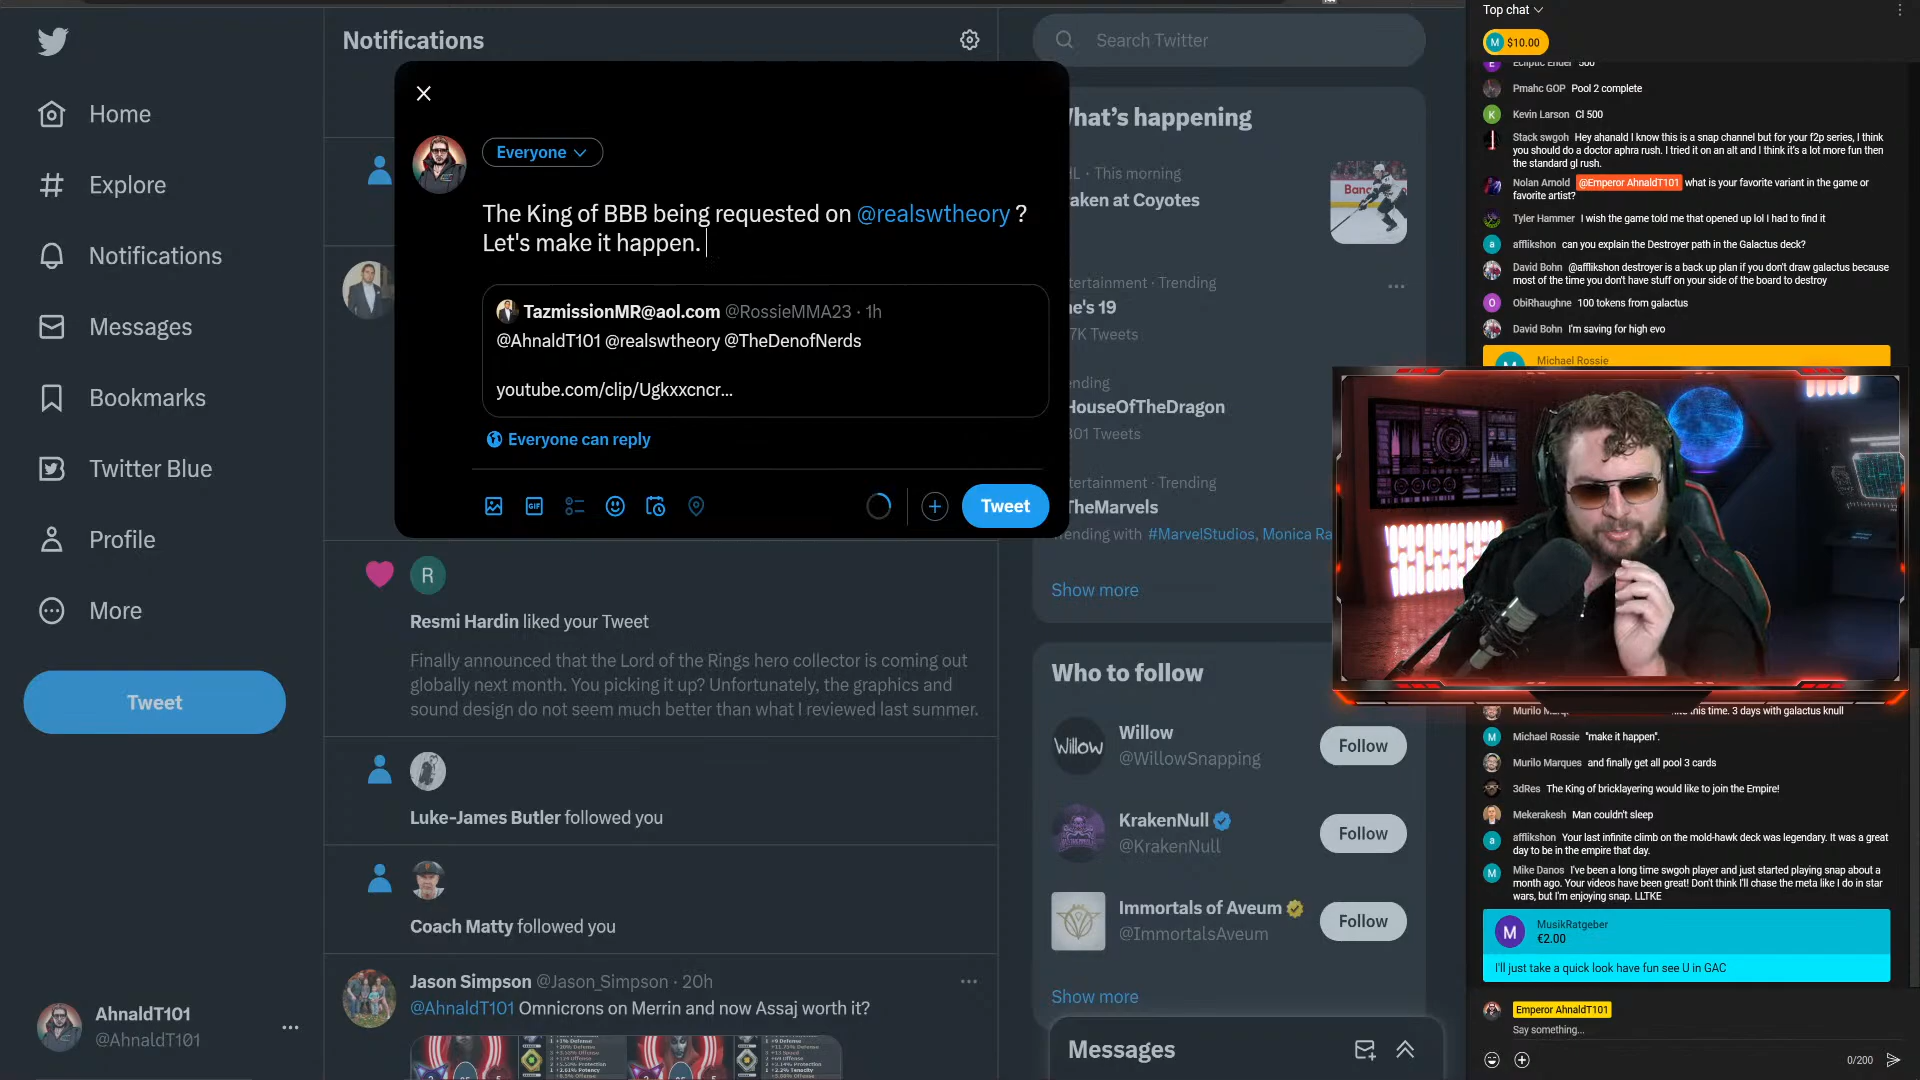 Home
Explore
Notifications
Messages
Bookmarks
Twitter Blue
Profile
More
Tweet
AhnaldT101
@AhnaldT101
Notifications
Everyone
The King of BBB being requested on @realswtheory ?
Let's make it happen.
TazmissionMR@aol.com @RossieMMA23 · 1h
@AhnaldT101 @realswtheory @TheDenofNerds
youtube.com/clip/Ugkxxcncr...
Everyone can reply
GIF
Tweet
R
Resmi Hardin liked your Tweet
Finally announced that the Lord of the Rings hero collector is coming out
globally next month. You picking it up? Unfortunately, the graphics and
sound design do not seem much better than what I reviewed last summer.
Luke-James Butler followed you
Coach Matty followed you
Jason Simpson @Jason_Simpson · 20h
@AhnaldT101 Omnicrons on Merrin and now Assaj worth it?
Search Twitter
What's happening
This morning
Kraken at Coyotes
Entertainment · Trending
's 19
K Tweets
Trending
HouseOfTheDragon
301 Tweets
Entertainment · Trending
TheMarvels
Trending with #MarvelStudios, Monica Ra
Show more
Who to follow
Willow
Willow
@WillowSnapping
Follow
KrakenNull
@KrakenNull
Follow
Immortals of Aveum
@ImmortalsAveum
Follow
Show more
Messages
Top chat
M $10.00
Ecliptic Ender 500
Pmahc GOP Pool 2 complete
K Kevin Larson Cl 500
Stack swgoh Hey ahanald I know this is a snap channel but for your f2p series, I think
you should do a doctor aphra rush. I tried it on an alt and I think it's a lot more fun then
the standard gl rush.
Nolan Arnold @Emperor AhnaldT101 what is your favorite variant in the game or
favorite artist?
Tyler Hammer I wish the game told me that opened up lol I had to find it
a afflikshon can you explain the Destroyer path in the Galactus deck?
David Bohn @afflikshon destroyer is a back up plan if you don't draw galactus because
most of the time you don't have stuff on your side of the board to destroy
O ObiRhaughne 100 tokens from galactus
David Bohn I'm saving for high evo
Michael Rossie
this time. 3 days with galactus knull
M Michael Rossie "make it happen".
Murilo Marques and finally get all pool 3 cards
3dRes The King of bricklayering would like to join the Empire!
Mekerakesh Man couldn't sleep
a afflikshon Your last infinite climb on the mold-hawk deck was legendary. It was a great
day to be in the empire that day.
M Mike Danos I've been a long time swgoh player and just started playing snap about a
month ago. Your videos have been great! Don't think I'll chase the meta like I do in star
wars, but I'm enjoying snap. LLTKE
M MusikRatgeber
€2.00
I'll just take a quick look have fun see U in GAC
Emperor AhnaldT101
Say something...
0/200